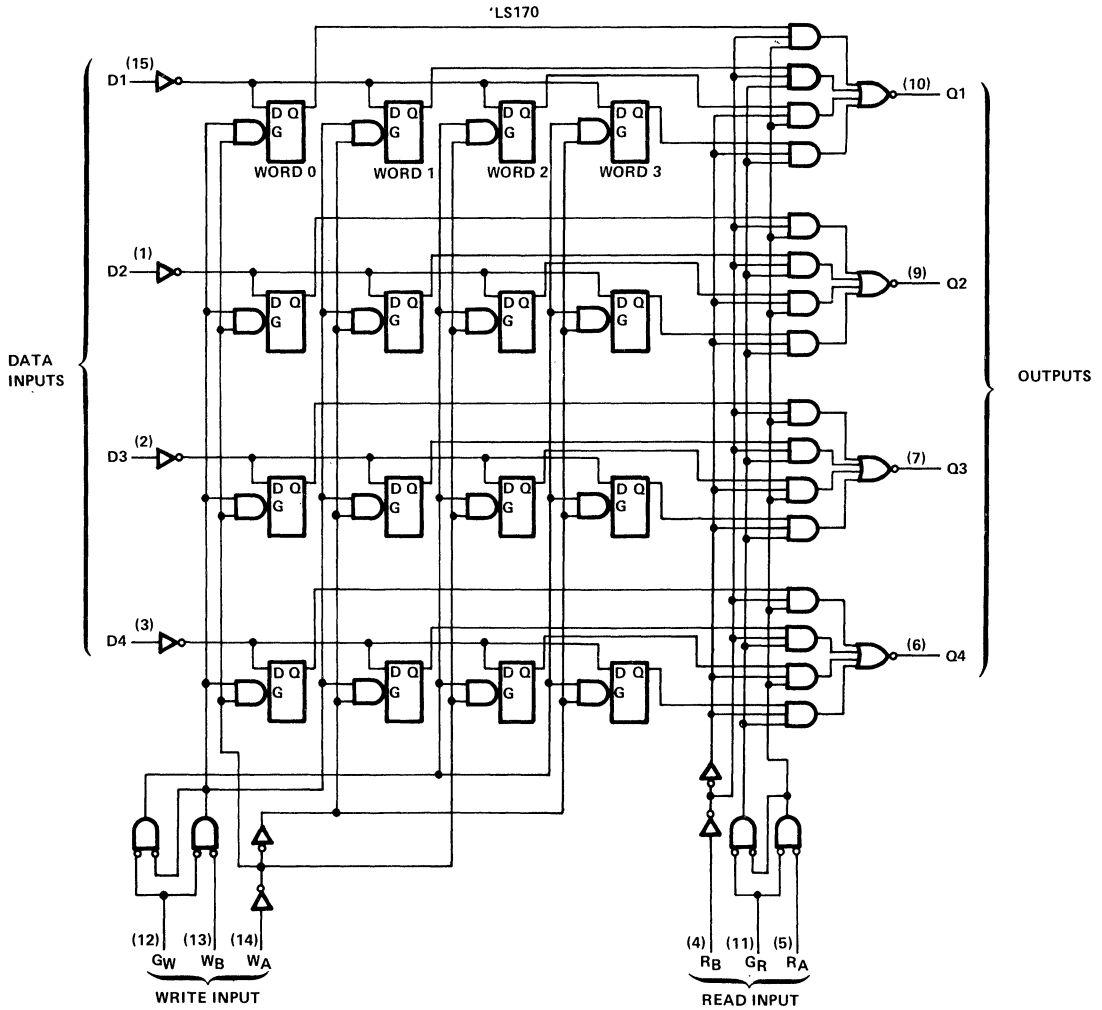 'LS170
D1 (15)
(10) Q1
D Q D Q D Q D Q
G G G G
WORD 0 WORD 1 WORD 2 WORD 3
D2 (1)
(9) Q2
D Q D Q D Q D Q
G G G G
DATA
INPUTS
OUTPUTS
D3 (2)
(7) Q3
D Q D Q D Q D Q
G G G G
D4 (3)
(6) Q4
D Q D Q D Q D Q
G G G G
(12) (13) (14)
GW WB WA
WRITE INPUT
(4) (11) (5)
RB GR RA
READ INPUT